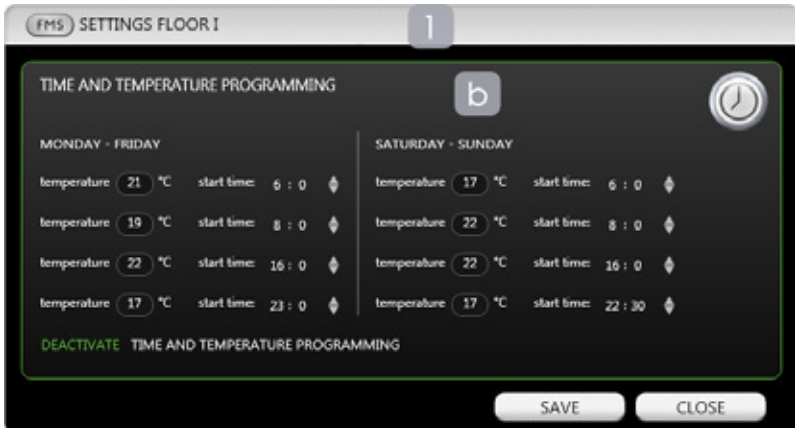 FMS SETTINGS FLOOR I
1
TIME AND TEMPERATURE PROGRAMMING
b
MONDAY - FRIDAY
temperature 21 °C start time: 6 : 0
temperature 19 °C start time: 8 : 0
temperature 22 °C start time: 16 : 0
temperature 17 °C start time: 23 : 0
SATURDAY - SUNDAY
temperature 17 °C start time: 6 : 0
temperature 22 °C start time: 8 : 0
temperature 22 °C start time: 16 : 0
temperature 17 °C start time: 22 : 30
DEACTIVATE TIME AND TEMPERATURE PROGRAMMING
SAVE CLOSE